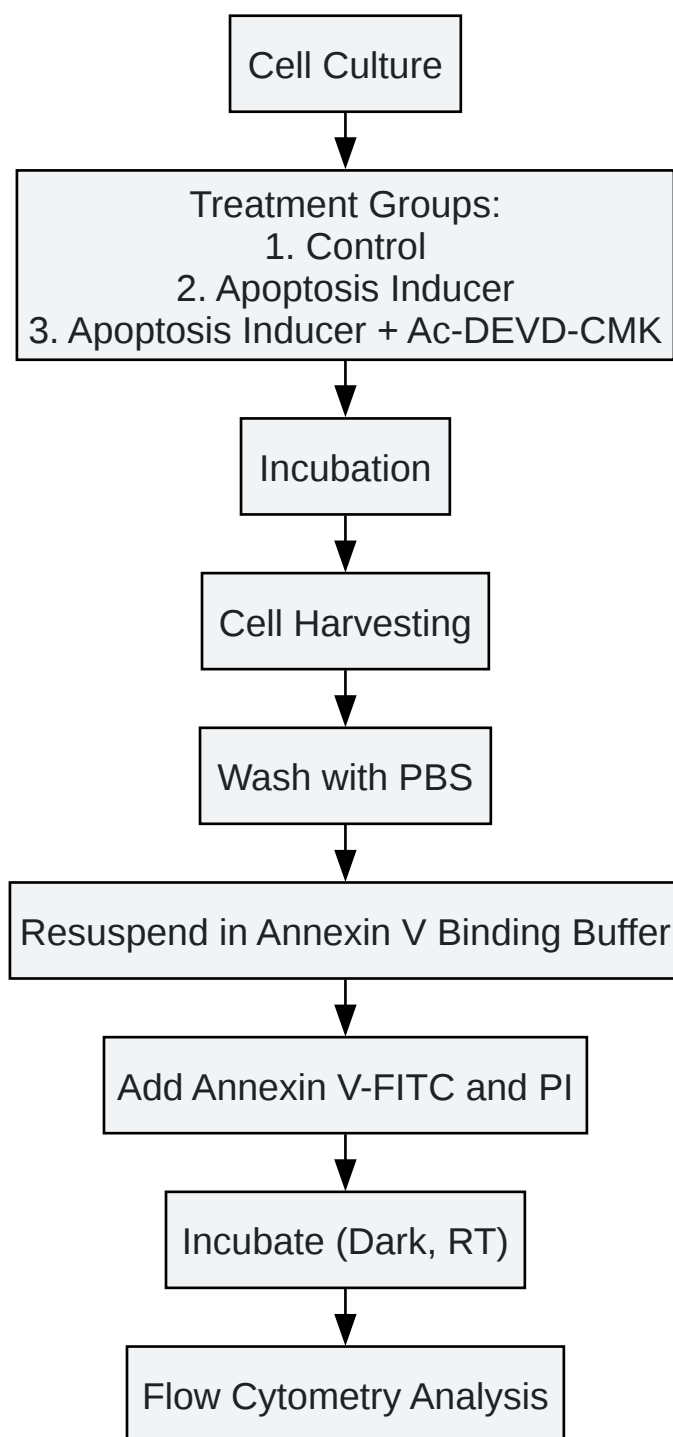 Cell Culture
Treatment Groups:
1. Control
2. Apoptosis Inducer
3. Apoptosis Inducer + Ac-DEVD-CMK
Incubation
Cell Harvesting
Wash with PBS
Resuspend in Annexin V Binding Buffer
Add Annexin V-FITC and PI
Incubate (Dark, RT)
Flow Cytometry Analysis